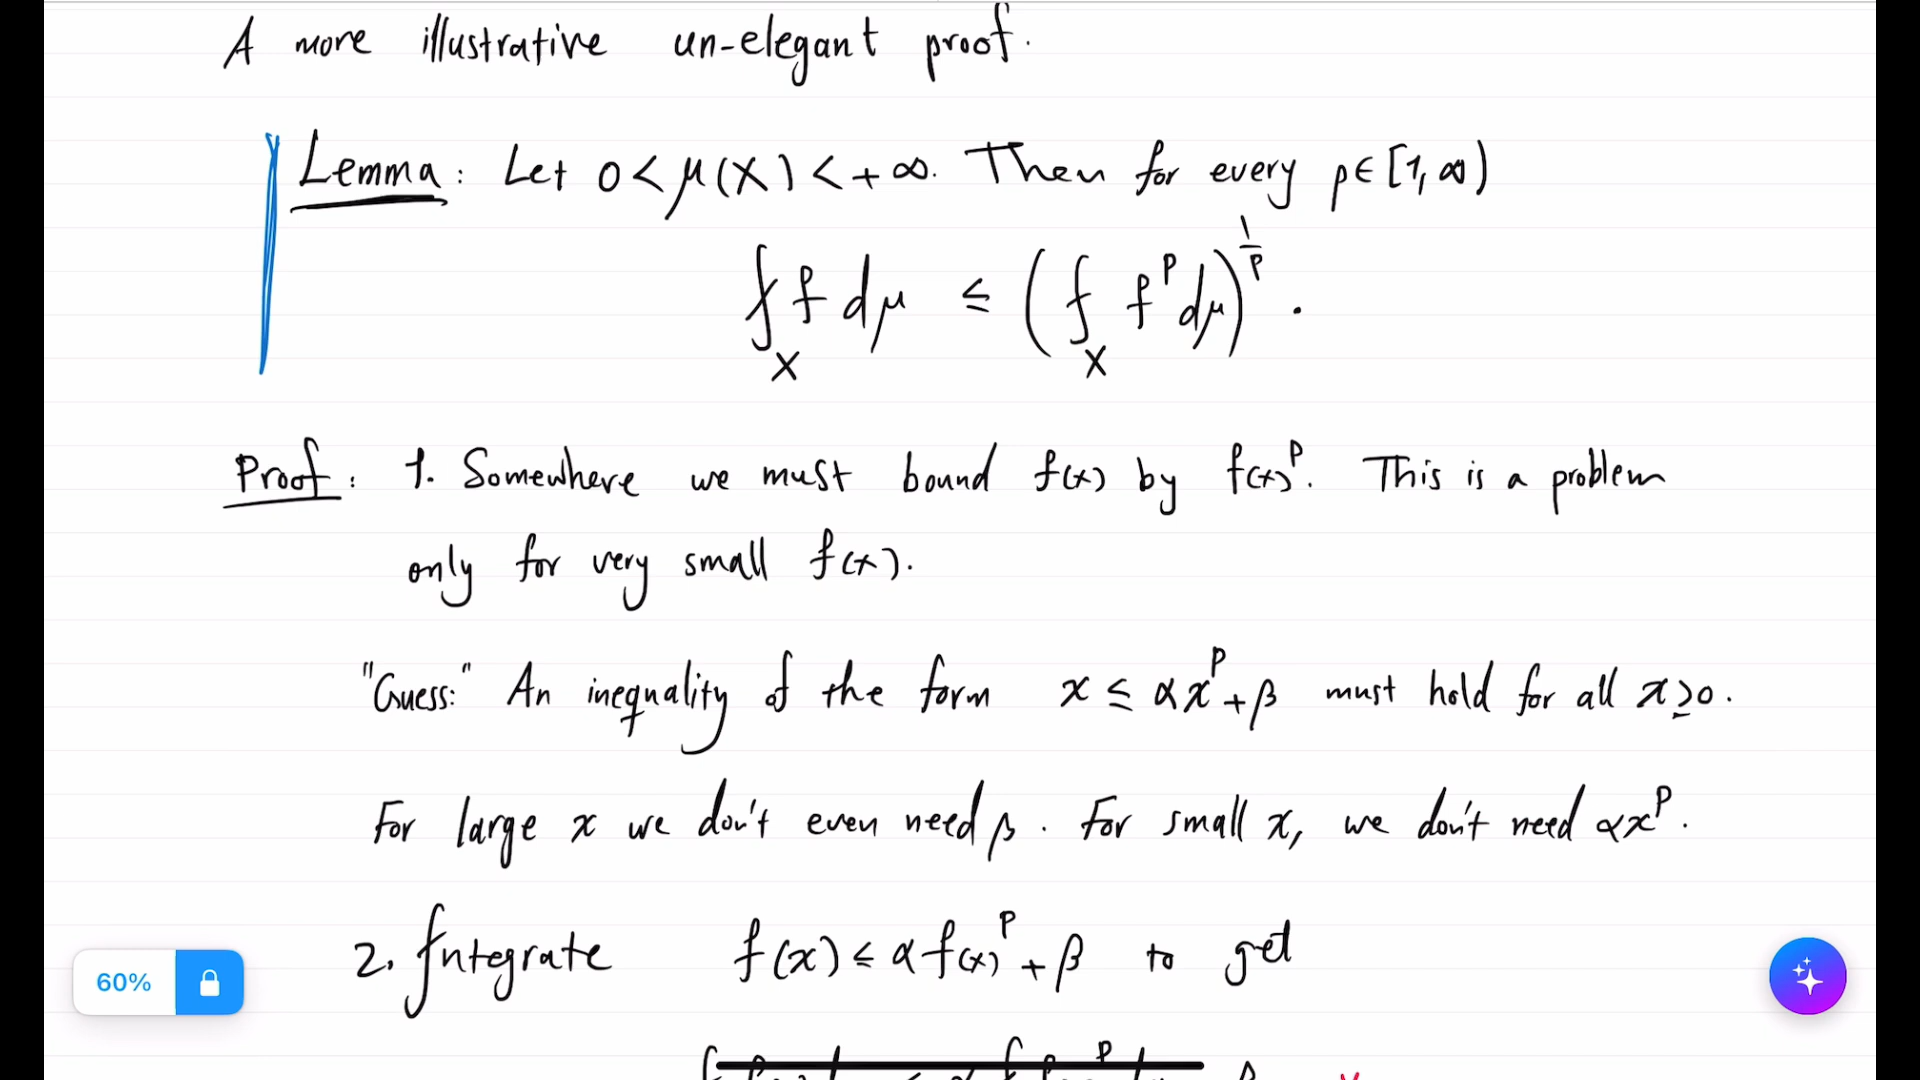 A more illustrative un-elegant proof.
Lemma: Let 0 < μ(X) < +∞. Then for every p∈[1,∞)
⨍_X f dμ ≤ (⨍_X f^p dμ)^{1/p}.
Proof: 1. Somewhere we must bound f(x) by f(x)^p. This is a problem
only for very small f(x).
"Guess:" An inequality of the form x ≤ αx^p + β must hold for all x≥0.
For large x we don't even need β. For small x, we don't need αx^p.
2. ⨍ntegrate f(x) ≤ α f(x)^p + β to get
60%